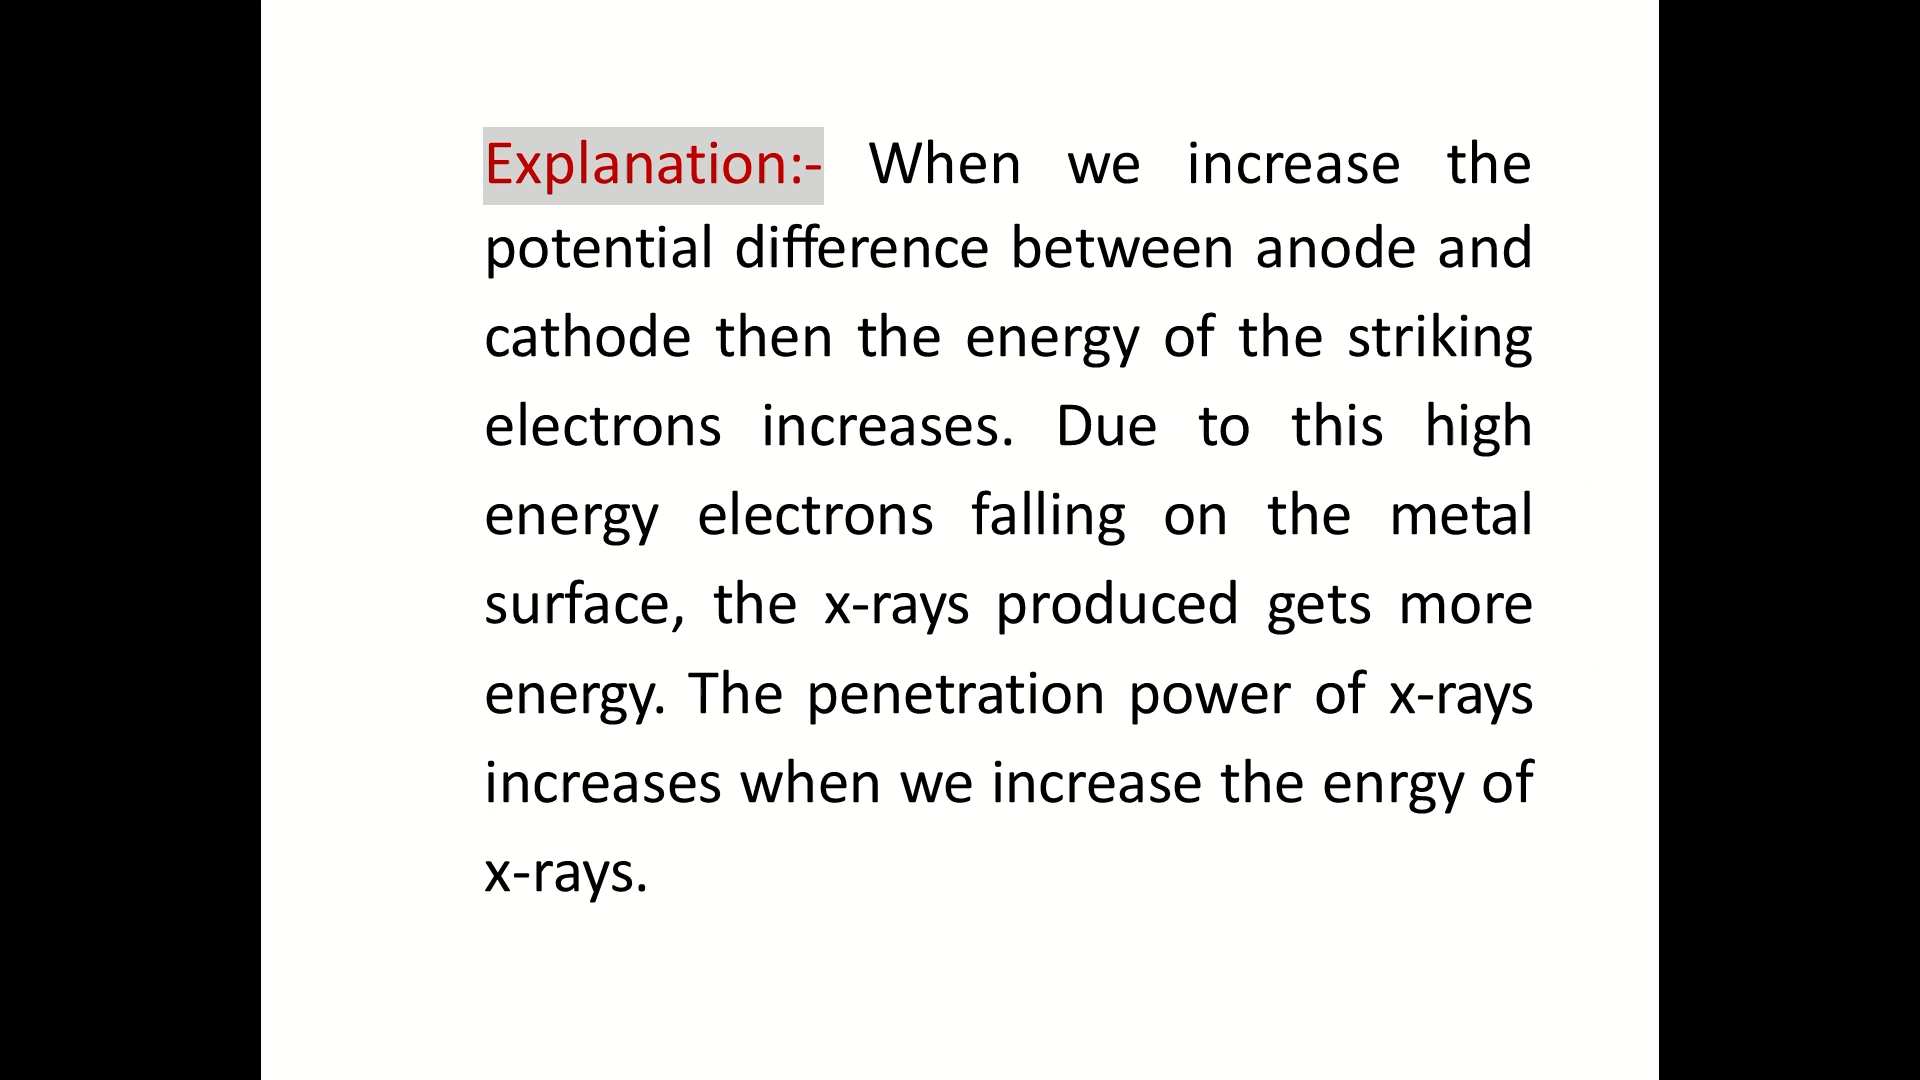 Explanation:- When we increase the
potential difference between anode and
cathode then the energy of the striking
electrons increases. Due to this high
energy electrons falling on the metal
surface, the x-rays produced gets more
energy. The penetration power of x-rays
increases when we increase the enrgy of
x-rays.